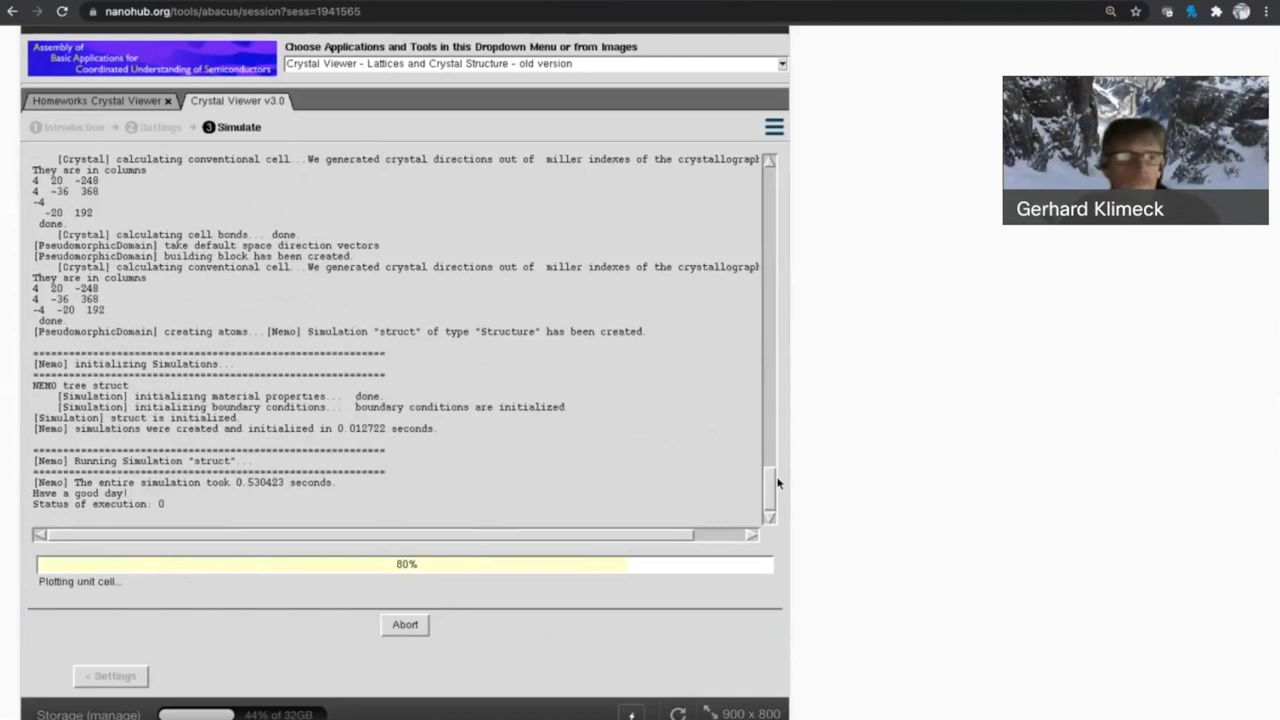 nanohub.org/tools/abacus/session?sess=1941565
Assembly of
Basic Applications for
Coordinated Understanding of Semiconductors
Choose Applications and Tools in this Dropdown Menu or from Images
Crystal Viewer - Lattices and Crystal Structure - old version
Homeworks Crystal Viewer × Crystal Viewer v3.0
1 Introduction → 2 Settings → 3 Simulate
[Crystal] calculating conventional cell...We generated crystal directions out of miller indexes of the crystallograph
They are in columns
4 20 -248
4 -36 368
-4
-20 192
done.
[Crystal] calculating cell bonds... done.
[PseudomorphicDomain] take default space direction vectors
[PseudomorphicDomain] building block has been created.
[Crystal] calculating conventional cell...We generated crystal directions out of miller indexes of the crystallograph
They are in columns
4 20 -248
4 -36 368
-4 -20 192
done.
[PseudomorphicDomain] creating atoms...[Nemo] Simulation "struct" of type "Structure" has been created.
===========================================================
[Nemo] initializing Simulations...
===========================================================
NEMO tree struct
[Simulation] initializing material properties... done.
[Simulation] initializing boundary conditions... boundary conditions are initialized
[Simulation] struct is initialized
[Nemo] simulations were created and initialized in 0.012722 seconds.
===========================================================
[Nemo] Running Simulation "struct"...
===========================================================
[Nemo] The entire simulation took 0.530423 seconds.
Have a good day!
Status of execution: 0
80%
Plotting unit cell...
Abort
< Settings
Storage (manage) 44% of 32GB 900 x 800
Gerhard Klimeck